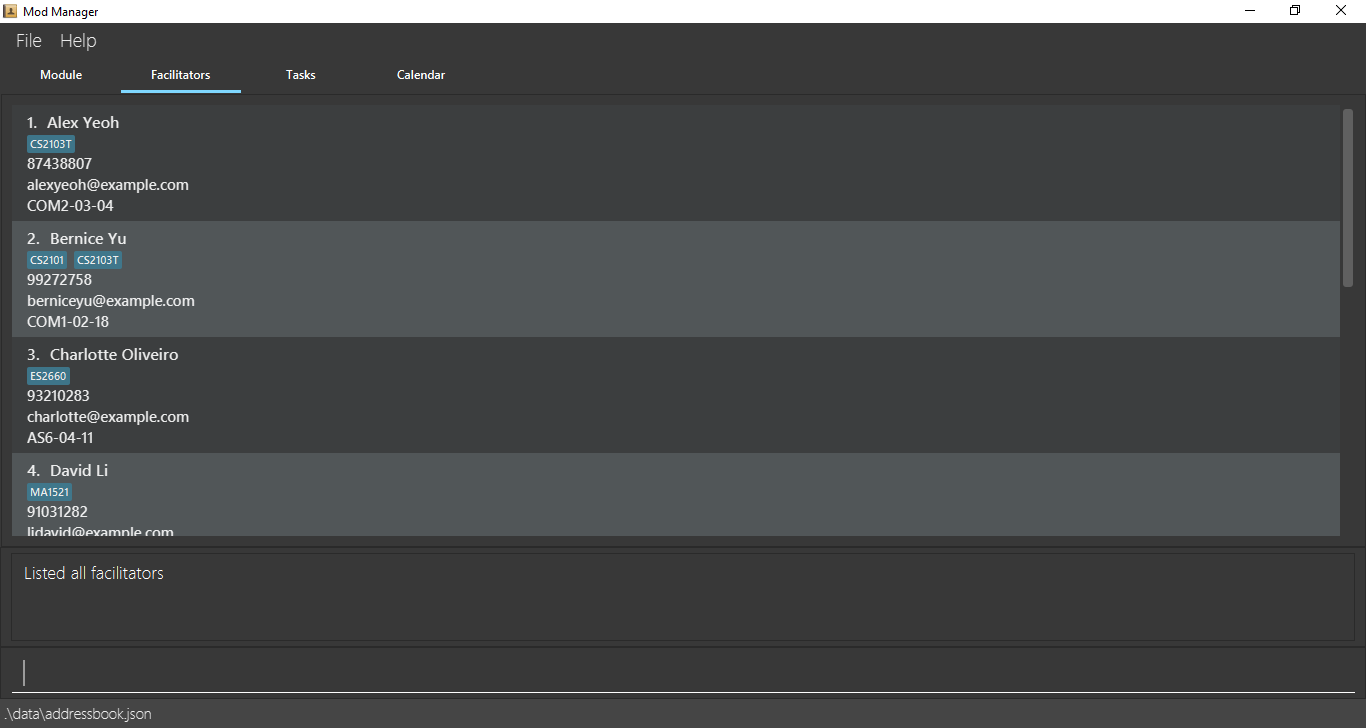 Mod Manager
File Help
Module Facilitators Tasks Calendar
1. Alex Yeoh
CS2103T
87438807
alexyeoh@example.com
COM2-03-04
2. Bernice Yu
CS2101 CS2103T
99272758
berniceyu@example.com
COM1-02-18
3. Charlotte Oliveiro
ES2660
93210283
charlotte@example.com
AS6-04-11
4. David Li
MA1521
91031282
lidavid@example.com
Listed all facilitators
.\data\addressbook.json